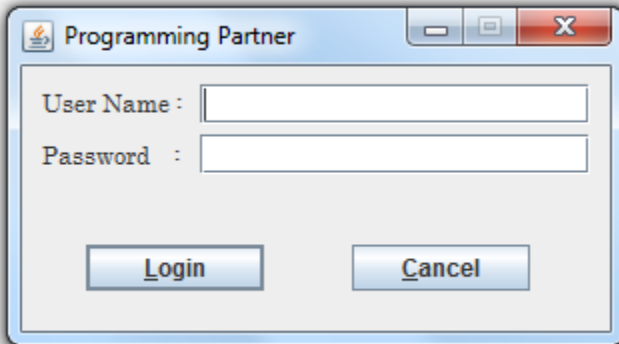 Programming Partner
User Name :
Password :
Login Cancel